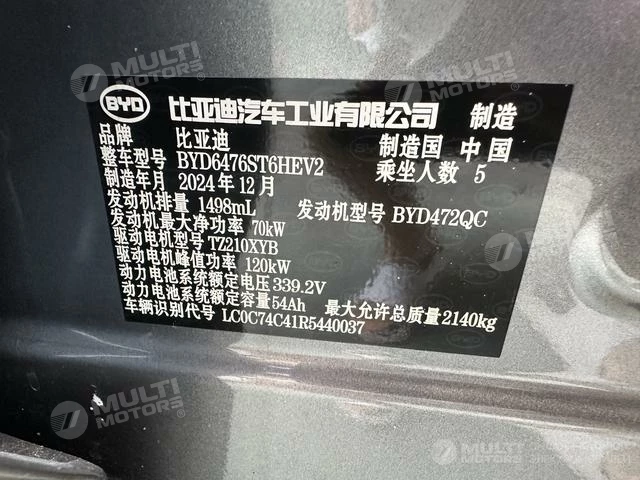 MULTI MOTORS®
MULTI MOTORS®
BYD 比亚迪汽车工业有限公司 制造
品牌 比亚迪 制造国 中国
整车型号 BYD6476ST6HEV2 乘坐人数 5
制造年月 2024年12月
发动机排量 1498mL 发动机型号 BYD472QC
发动机最大净功率 70kW
驱动电机型号 TZ210XYB
驱动电机峰值功率 120kW
动力电池系统额定电压 339.2V
动力电池系统额定容量 54Ah 最大允许总质量 2140kg
车辆识别代号 LC0C74C41R5440037
MULTI MOTORS®
MULTI MOTORS®